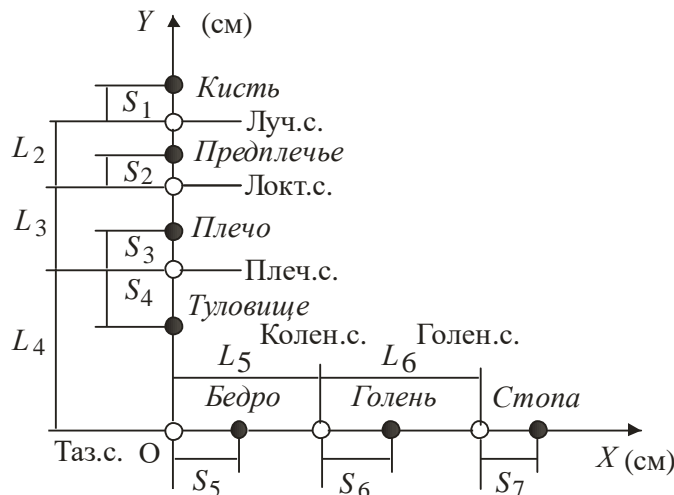 Y (см)
Кисть
S1
Луч.с.
L2
Предплечье
S2
Локт.с.
L3
Плечо
S3
Плеч.с.
S4
Туловище
L4
Колен.с. Голен.с.
L5 L6
Бедро Голень Стопа
Таз.с. O X (см)
S5 S6 S7